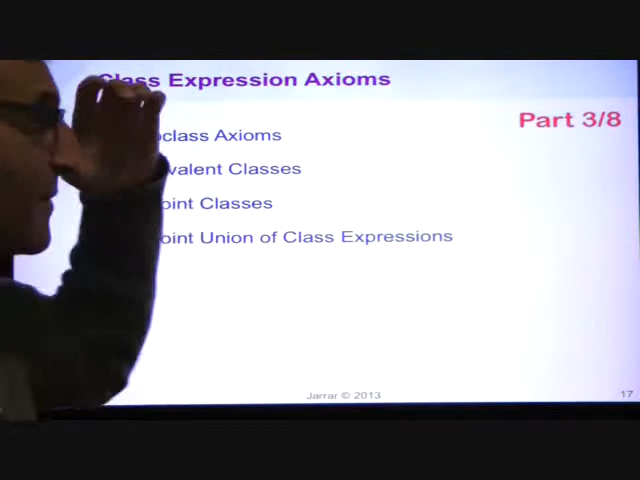 Class Expression Axioms
Part 3/8
class Axioms
valent Classes
oint Classes
oint Union of Class Expressions
Jarrar © 2013
17